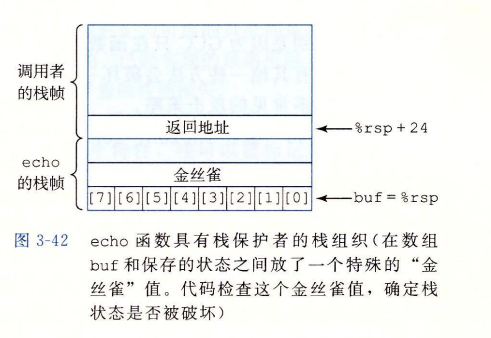 调用者
的栈帧
返回地址
%rsp+24
echo
的栈帧
金丝雀
[7][6][5][4][3][2][1][0]
buf=%rsp
图 3-42 echo 函数具有栈保护者的栈组织(在数组
buf 和保存的状态之间放了一个特殊的“金
丝雀”值。代码检查这个金丝雀值，确定栈
状态是否被破坏)